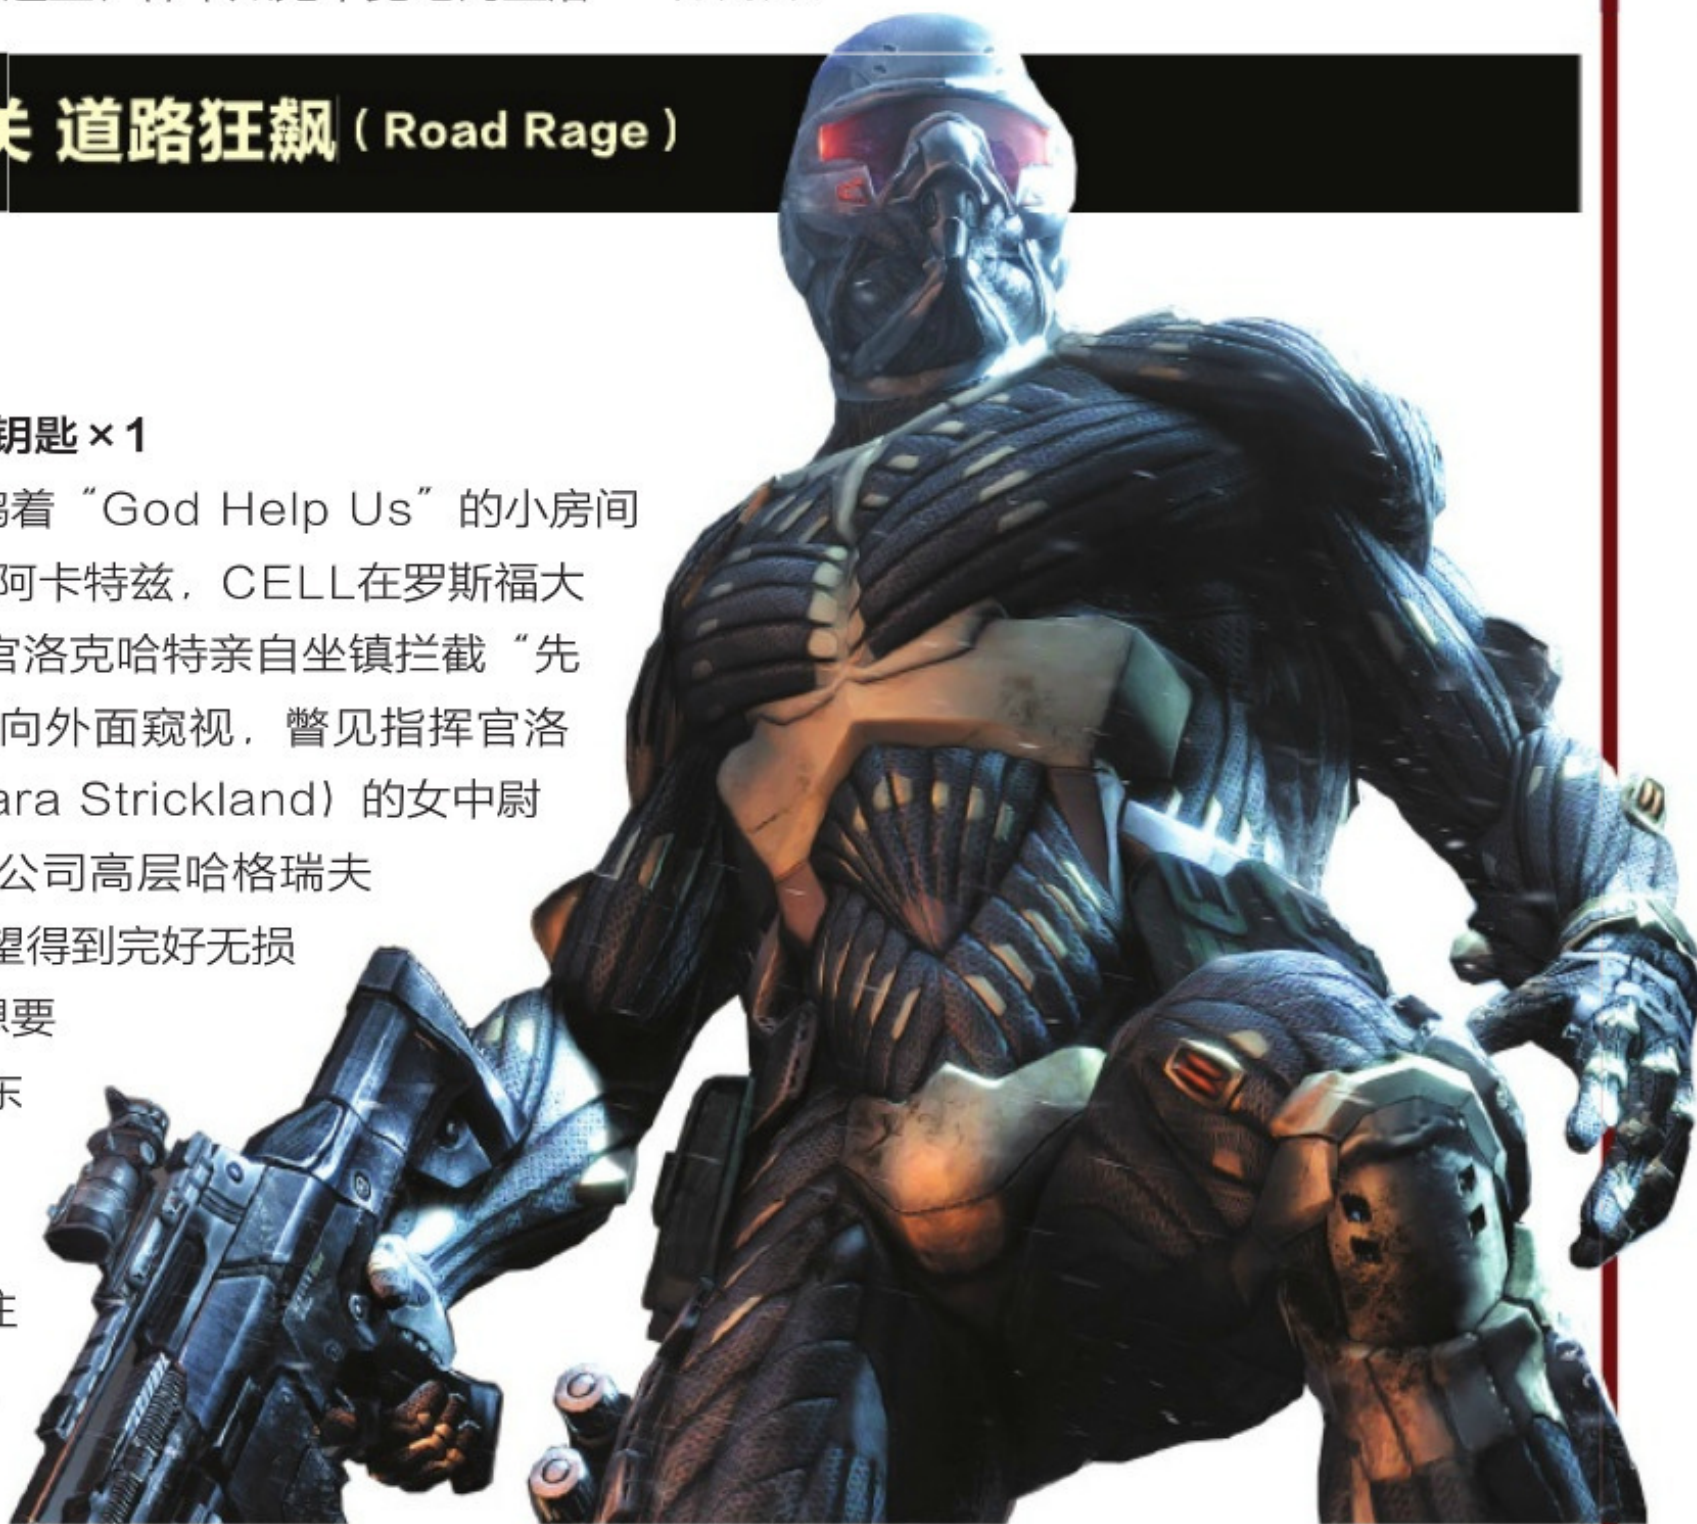 关 道路狂飙（Road Rage）
钥匙×1
着“God Help Us”的小房间
阿卡特兹，CELL在罗斯福大
官洛克哈特亲自坐镇拦截“先
向外面窥视，瞥见指挥官洛
ara Strickland）的女中尉
公司高层哈格瑞夫
望得到完好无损
想要
东
住